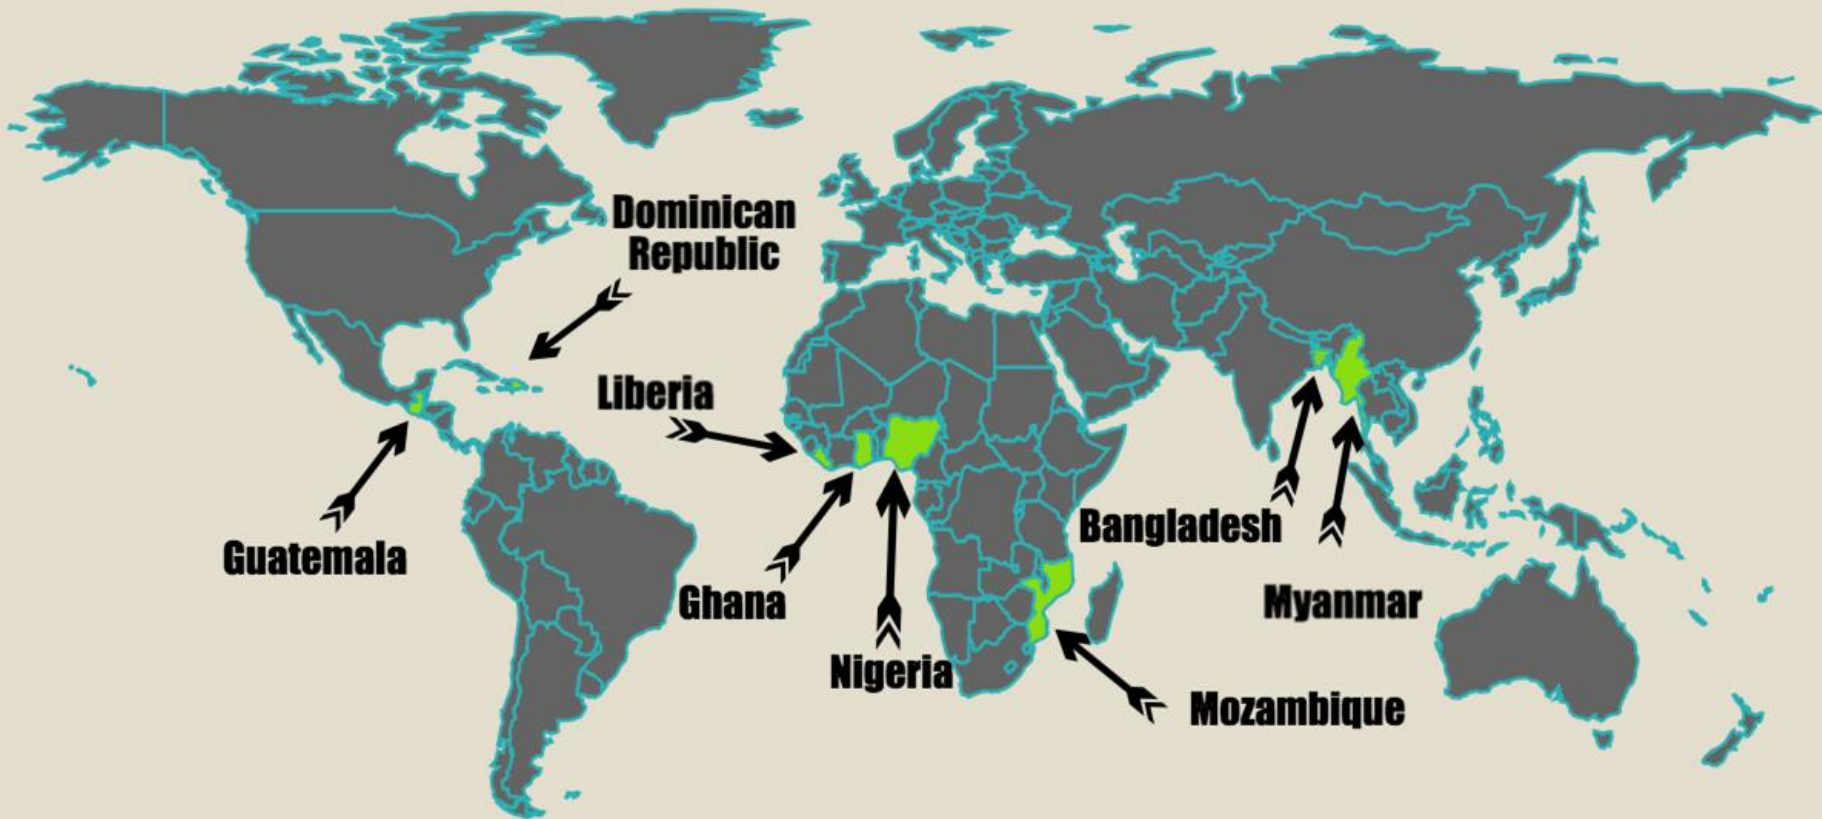 Dominican
Republic
Liberia
Guatemala
Ghana
Nigeria
Bangladesh
Myanmar
Mozambique